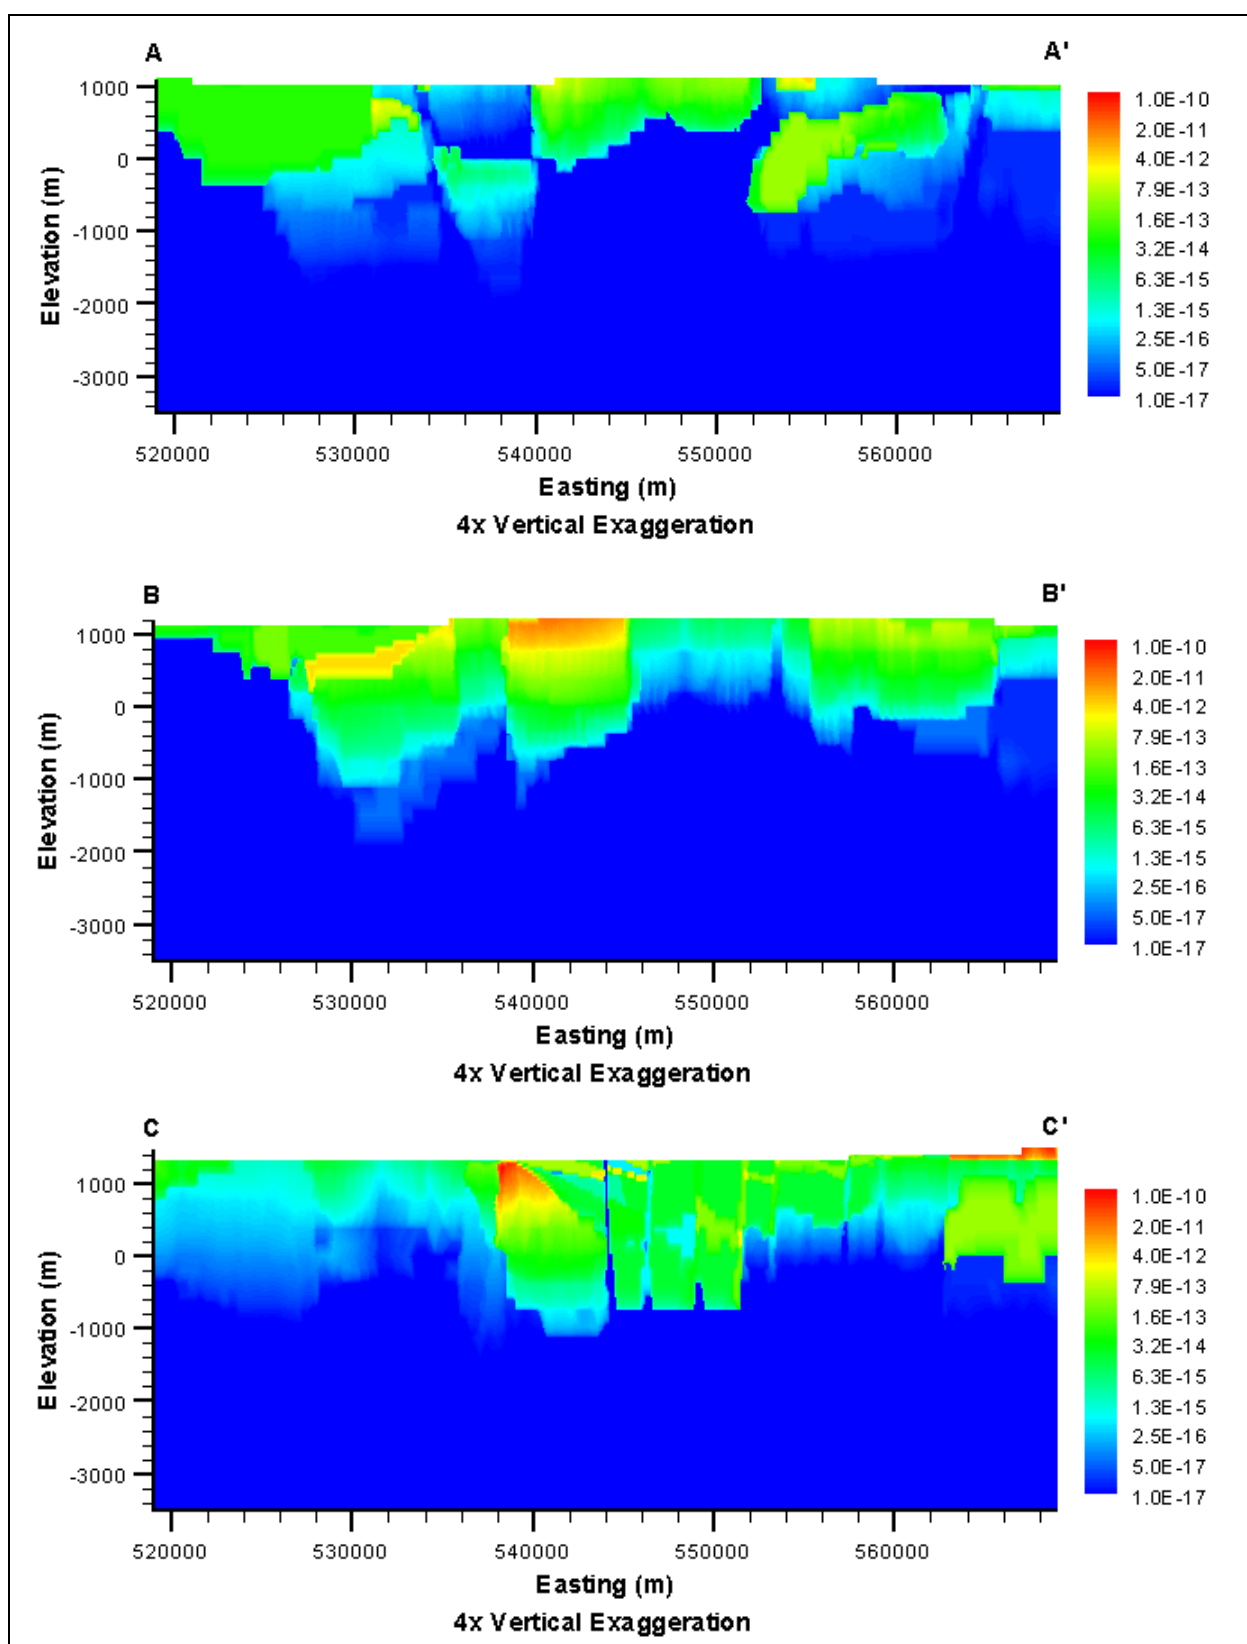 A A'
1000
0
-1000
-2000
-3000
Elevation (m)
520000 530000 540000 550000 560000
Easting (m)
4x Vertical Exaggeration
1.0E-10
2.0E-11
4.0E-12
7.9E-13
1.6E-13
3.2E-14
6.3E-15
1.3E-15
2.5E-16
5.0E-17
1.0E-17
B B'
1000
0
-1000
-2000
-3000
Elevation (m)
520000 530000 540000 550000 560000
Easting (m)
4x Vertical Exaggeration
1.0E-10
2.0E-11
4.0E-12
7.9E-13
1.6E-13
3.2E-14
6.3E-15
1.3E-15
2.5E-16
5.0E-17
1.0E-17
C C'
1000
0
-1000
-2000
-3000
Elevation (m)
520000 530000 540000 550000 560000
Easting (m)
4x Vertical Exaggeration
1.0E-10
2.0E-11
4.0E-12
7.9E-13
1.6E-13
3.2E-14
6.3E-15
1.3E-15
2.5E-16
5.0E-17
1.0E-17